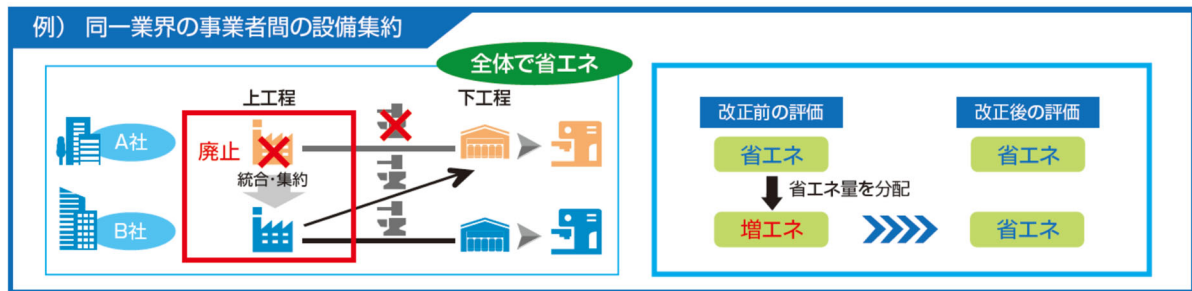 例) 同一業界の事業者間の設備集約
全体で省エネ
上工程
下工程
A社
廃止
統合・集約
B社
改正前の評価
改正後の評価
省エネ
省エネ
省エネ量を分配
増エネ
省エネ